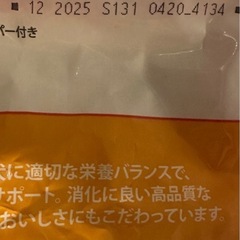 12 2025 S131 0420_4134
パー付き
犬に適切な栄養バランスで、
サポート。消化に良い高品質な
おいしさにもこだわっています。